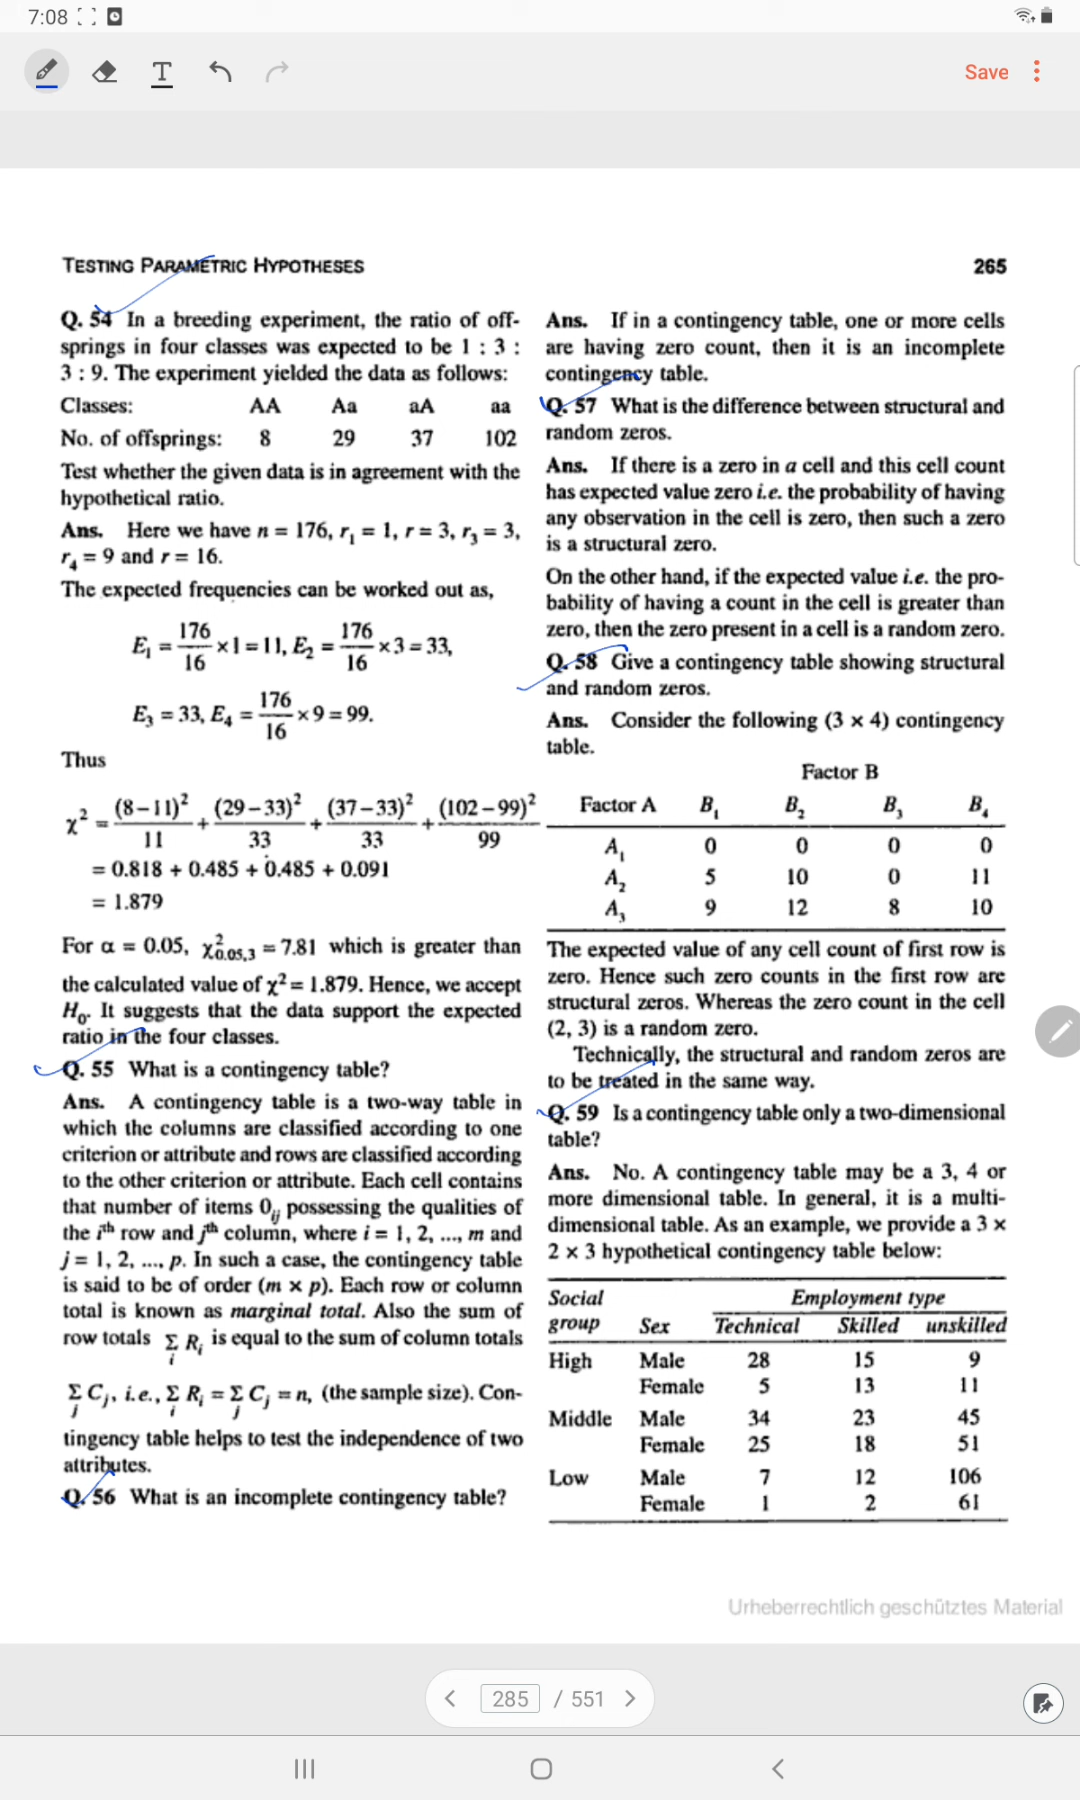 7:08
Save
TESTING PARAMETRIC HYPOTHESES
265
Q. 54 In a breeding experiment, the ratio of off-
springs in four classes was expected to be 1 : 3 :
3 : 9. The experiment yielded the data as follows:
Classes: AA Aa aA aa
No. of offsprings: 8 29 37 102
Test whether the given data is in agreement with the
hypothetical ratio.
Ans. Here we have n = 176, r₁ = 1, r = 3, r₃ = 3,
r₄ = 9 and r = 16.
The expected frequencies can be worked out as,
E₁ = 176/16 × 1 = 11, E₂ = 176/16 × 3 = 33,
E₃ = 33, E₄ = 176/16 × 9 = 99.
Thus
χ² = (8–11)²/11 + (29–33)²/33 + (37–33)²/33 + (102–99)²/99
= 0.818 + 0.485 + 0.485 + 0.091
= 1.879
For α = 0.05, χ²0.05,3 = 7.81 which is greater than
the calculated value of χ² = 1.879. Hence, we accept
H₀. It suggests that the data support the expected
ratio in the four classes.
Q. 55 What is a contingency table?
Ans. A contingency table is a two-way table in
which the columns are classified according to one
criterion or attribute and rows are classified according
to the other criterion or attribute. Each cell contains
that number of items 0ij possessing the qualities of
the iᵗʰ row and jᵗʰ column, where i = 1, 2, ..., m and
j = 1, 2, ..., p. In such a case, the contingency table
is said to be of order (m × p). Each row or column
total is known as marginal total. Also the sum of
row totals Σi Ri is equal to the sum of column totals
Σj Cj, i.e., Σi Ri = Σj Cj = n, (the sample size). Con-
tingency table helps to test the independence of two
attributes.
Q. 56 What is an incomplete contingency table?
Ans. If in a contingency table, one or more cells
are having zero count, then it is an incomplete
contingency table.
Q. 57 What is the difference between structural and
random zeros.
Ans. If there is a zero in a cell and this cell count
has expected value zero i.e. the probability of having
any observation in the cell is zero, then such a zero
is a structural zero.
On the other hand, if the expected value i.e. the pro-
bability of having a count in the cell is greater than
zero, then the zero present in a cell is a random zero.
Q. 58 Give a contingency table showing structural
and random zeros.
Ans. Consider the following (3 × 4) contingency
table.
Factor B
Factor A B₁ B₂ B₃ B₄
A₁ 0 0 0 0
A₂ 5 10 0 11
A₃ 9 12 8 10
The expected value of any cell count of first row is
zero. Hence such zero counts in the first row are
structural zeros. Whereas the zero count in the cell
(2, 3) is a random zero.
Technically, the structural and random zeros are
to be treated in the same way.
Q. 59 Is a contingency table only a two-dimensional
table?
Ans. No. A contingency table may be a 3, 4 or
more dimensional table. In general, it is a multi-
dimensional table. As an example, we provide a 3 ×
2 × 3 hypothetical contingency table below:
Social Employment type
group Sex Technical Skilled unskilled
High Male 28 15 9
Female 5 13 11
Middle Male 34 23 45
Female 25 18 51
Low Male 7 12 106
Female 1 2 61
Urheberrechtlich geschütztes Material
285 / 551